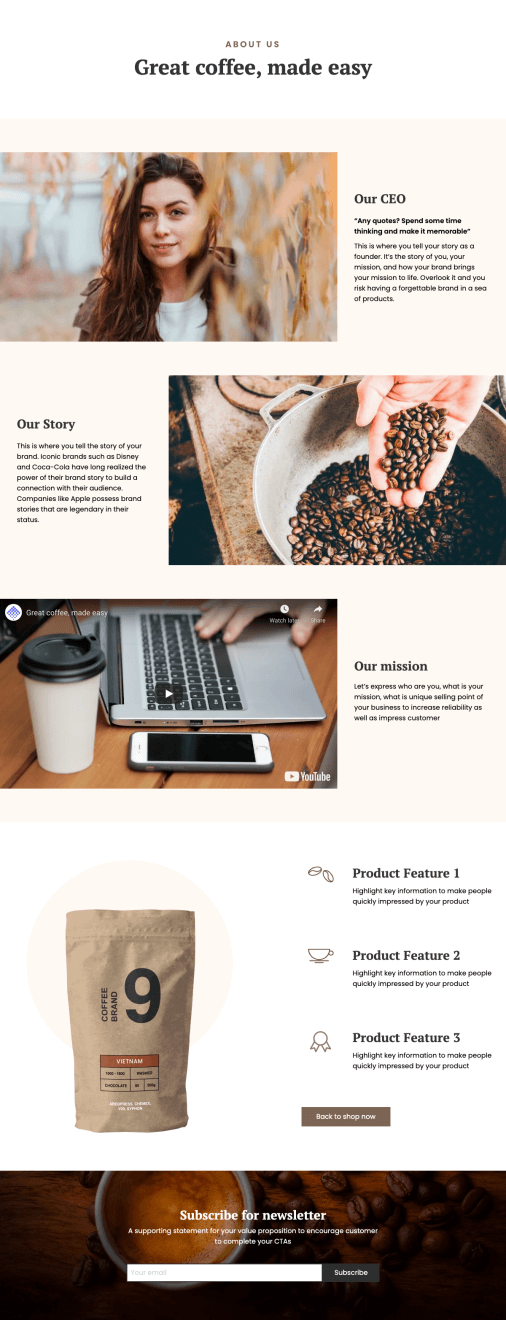 ABOUT US
Great coffee, made easy
Our CEO
“Any quotes? Spend some time
thinking and make it memorable”
This is where you tell your story as a
founder. It’s the story of you, your
mission, and how your brand brings
your mission to life. Overlook it and you
risk having a forgettable brand in a sea
of products.
Our Story
This is where you tell the story of your
brand. Iconic brands such as Disney
and Coca-Cola have long realized the
power of their brand story to build a
connection with their audience.
Companies like Apple possess brand
stories that are legendary in their
status.
Great coffee, made easy
Watch later Share
YouTube
Our mission
Let’s express who are you, what is your
mission, what is unique selling point of
your business to increase reliability as
well as impress customer
COFFEE
BRAND
9
VIETNAM
WASHED
CHOCOLATE
Product Feature 1
Highlight key information to make people
quickly impressed by your product
Product Feature 2
Highlight key information to make people
quickly impressed by your product
Product Feature 3
Highlight key information to make people
quickly impressed by your product
Back to shop now
Subscribe for newsletter
A supporting statement for your value proposition to encourage customer
to complete your CTAs
Your email
Subscribe